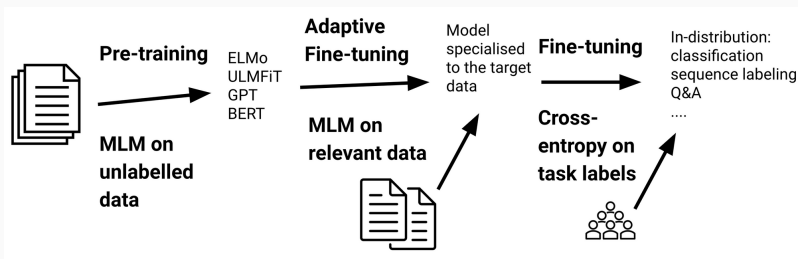 Pre-training
MLM on
unlabelled
data
ELMo
ULMFiT
GPT
BERT
Adaptive
Fine-tuning
MLM on
relevant data
Model
specialised
to the target
data
Fine-tuning
Cross-
entropy on
task labels
In-distribution:
classification
sequence labeling
Q&A
....